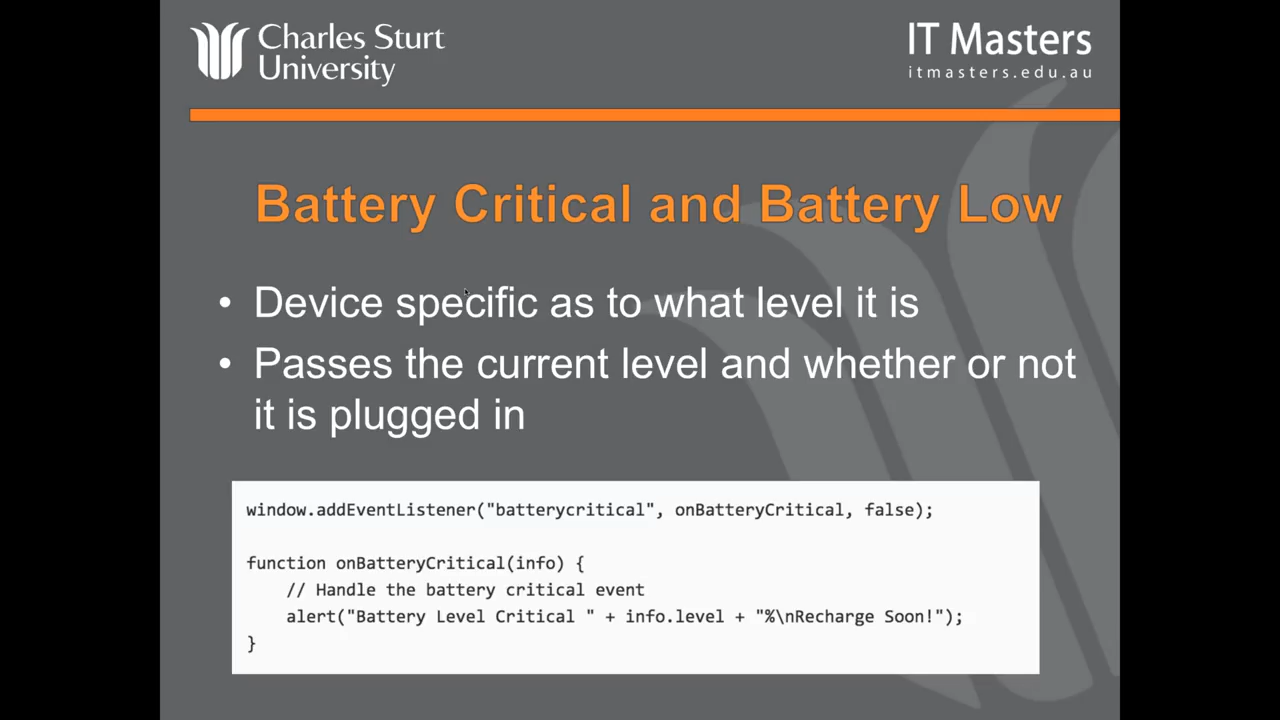 Charles Sturt
University
IT Masters
itmasters.edu.au
Battery Critical and Battery Low
• Device specific as to what level it is
• Passes the current level and whether or not
it is plugged in
window.addEventListener("batterycritical", onBatteryCritical, false);
function onBatteryCritical(info) {
    // Handle the battery critical event
    alert("Battery Level Critical " + info.level + "%\nRecharge Soon!");
}